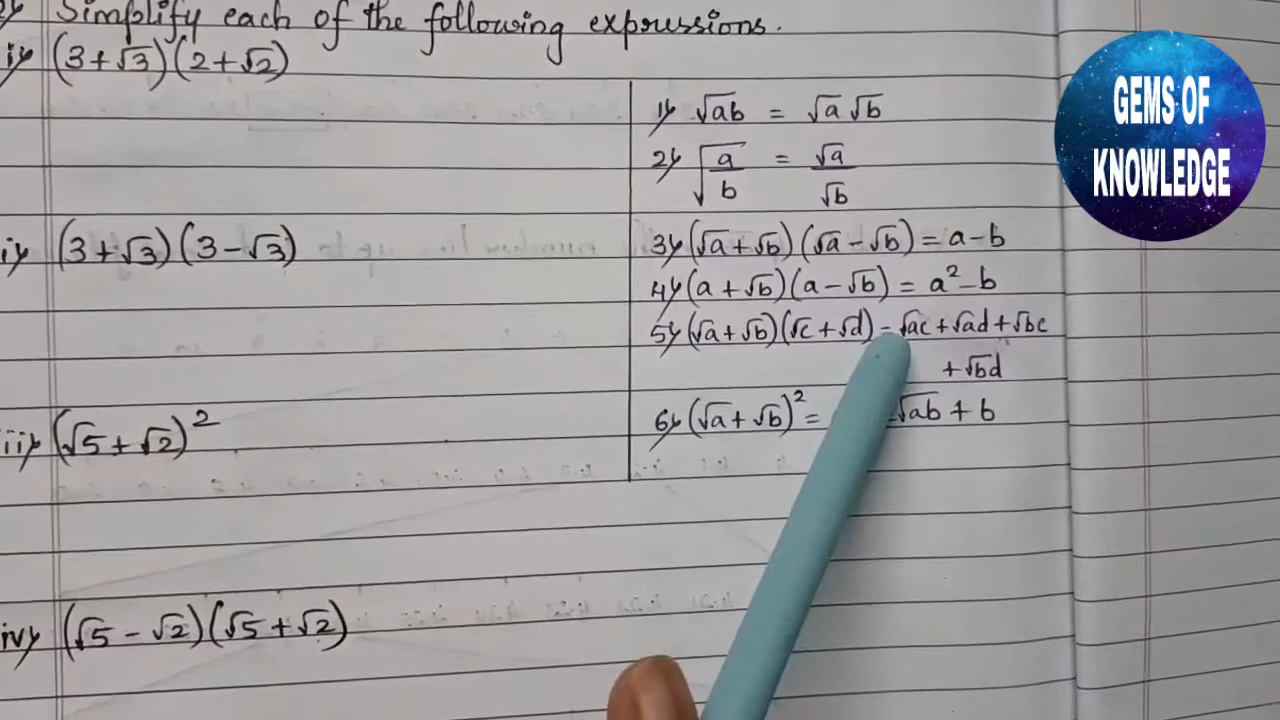 Simplify each of the following expressions.
(3+√3)(2+√2)
1) √ab = √a √b
2) √a/b = √a/√b
(3+√3)(3-√3)
3) (√a+√b)(√a-√b) = a-b
4) (a+√b)(a-√b) = a²-b
5) (√a+√b)(√c+√d) = √ac+√ad+√bc
+√bd
iii) (√5+√2)²
6) (√a+√b)² = √ab + b
iv) (√5-√2)(√5+√2)
GEMS OF
KNOWLEDGE